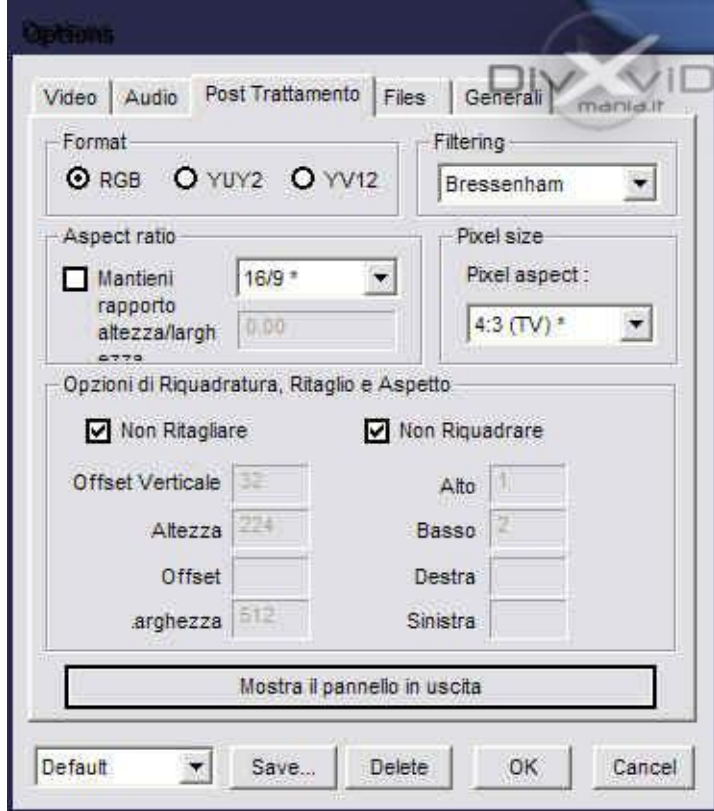 Options
DivXviD
mania.it
Video Audio Post Trattamento Files Generali
Format
RGB YUY2 YV12
Filtering
Bressenham
Aspect ratio
Mantieni
rapporto
altezza/largh
ezza
16/9 *
0.00
Pixel size
Pixel aspect :
4:3 (TV) *
Opzioni di Riquadratura, Ritaglio e Aspetto
Non Ritagliare Non Riquadrare
Offset Verticale 32 Alto 1
Altezza 224 Basso 2
Offset Destra
.arghezza 512 Sinistra
Mostra il pannello in uscita
Default Save... Delete OK Cancel